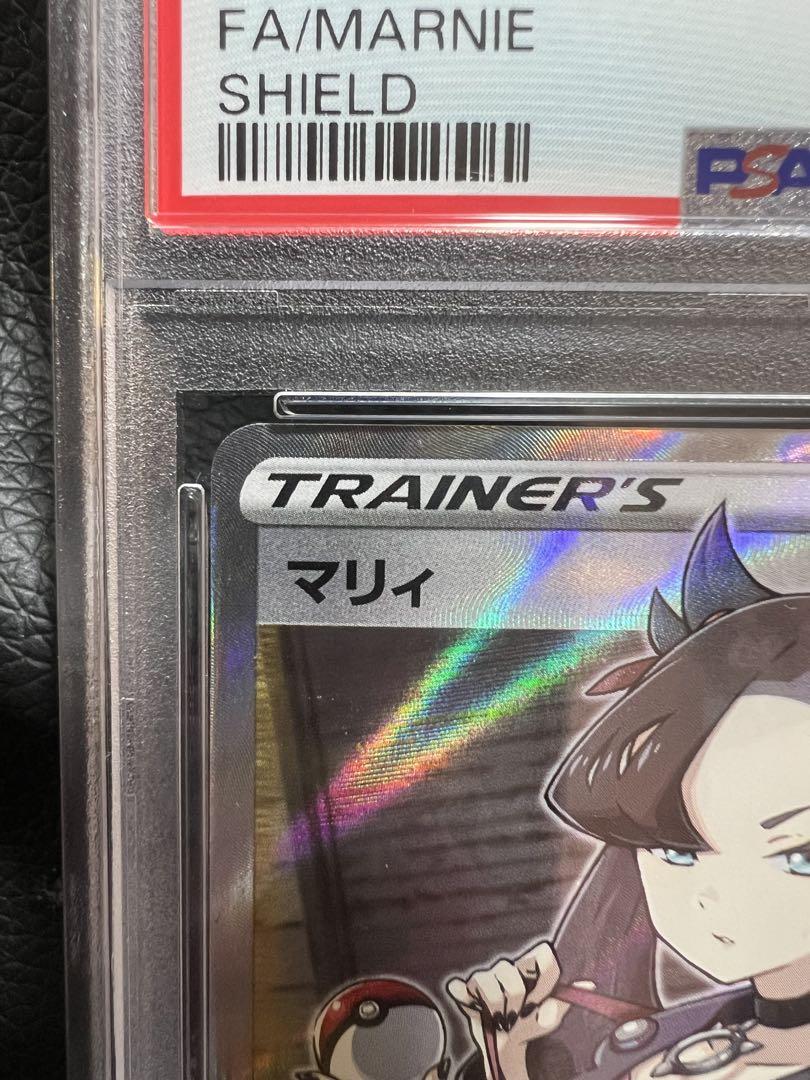 FA/MARNIE
SHIELD
PSA
TRAINER'S
マリィ